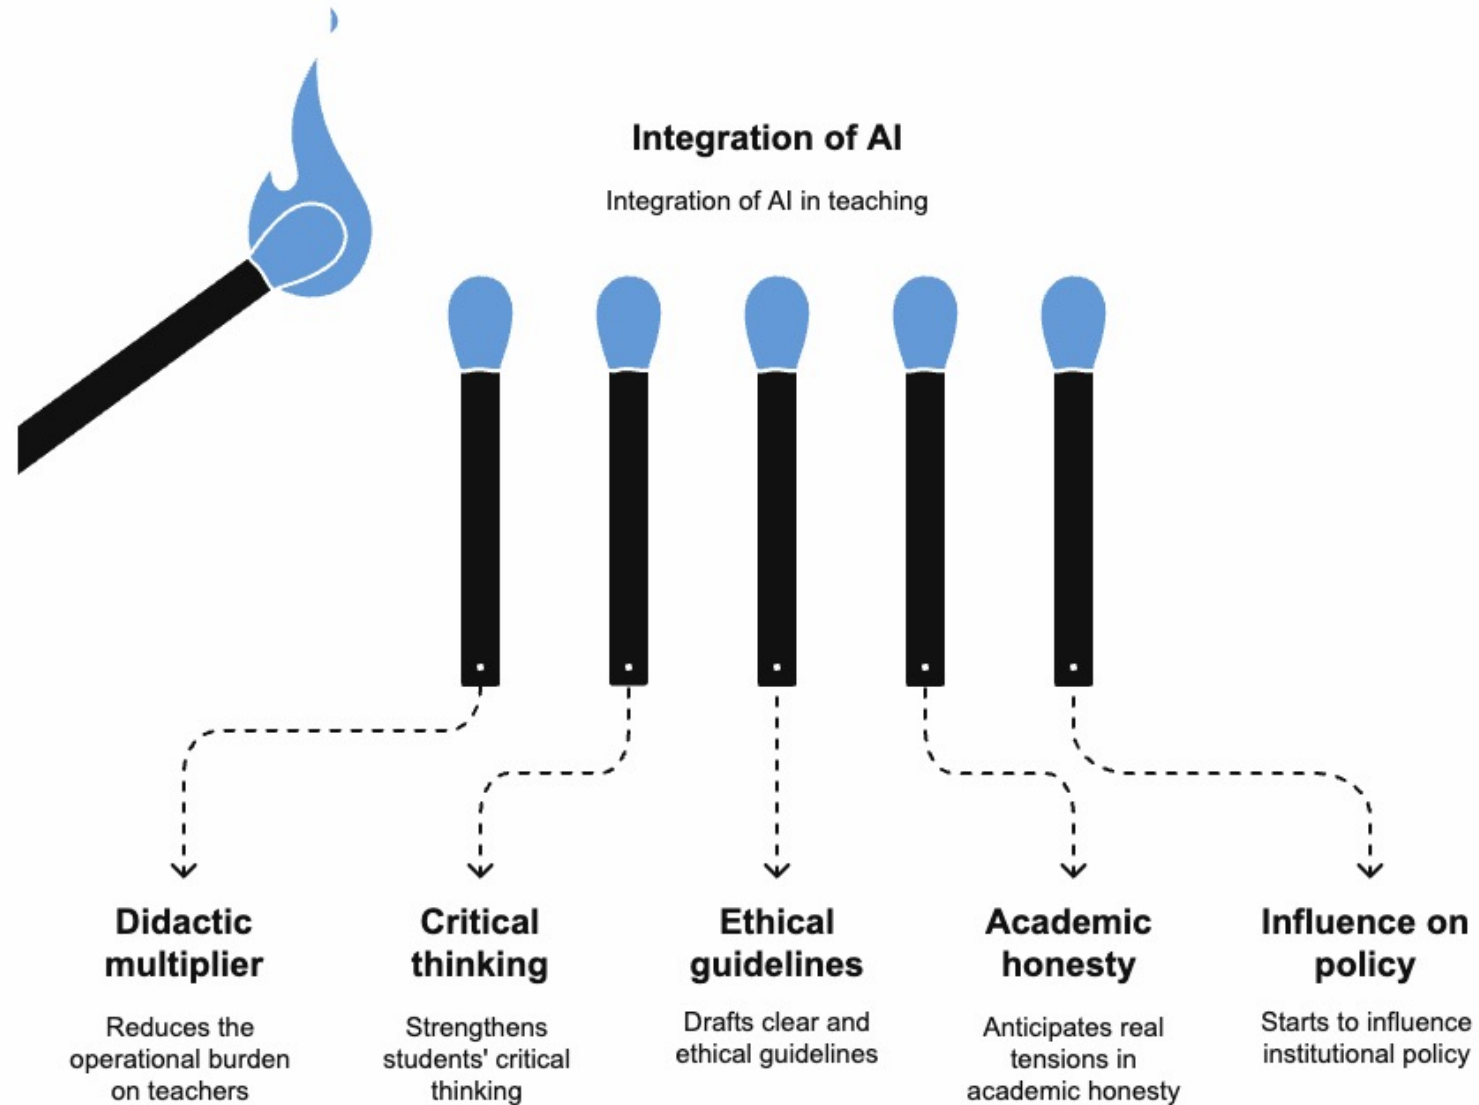 Integration of AI
Integration of AI in teaching
Didactic
multiplier
Reduces the
operational burden
on teachers
Critical
thinking
Strengthens
students' critical
thinking
Ethical
guidelines
Drafts clear and
ethical guidelines
Academic
honesty
Anticipates real
tensions in
academic honesty
Influence on
policy
Starts to influence
institutional policy